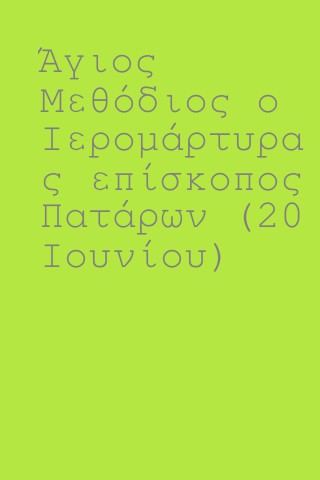 Άγιος
Μεθόδιος ο
Ιερομάρτυρα
ς επίσκοπος
Πατάρων (20
Ιουνίου)